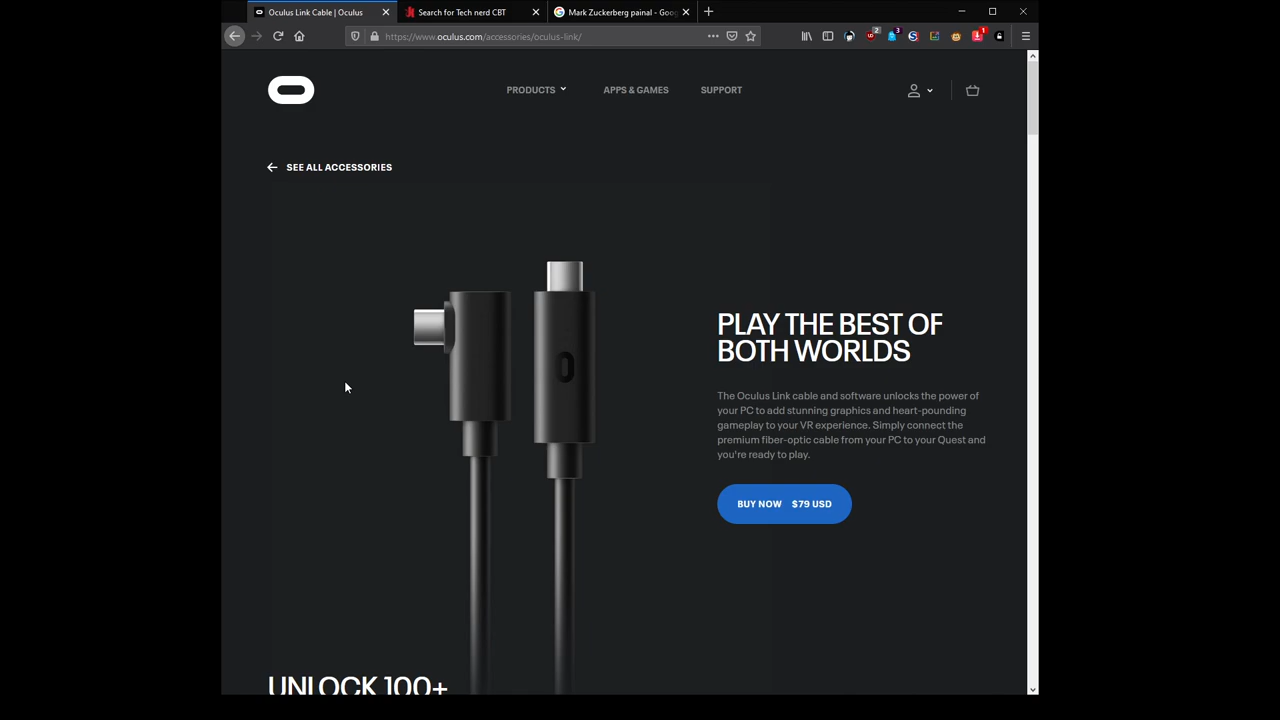 Oculus Link Cable | Oculus
Search for Tech nerd CBT
Mark Zuckerberg painal - Goog
https://www.oculus.com/accessories/oculus-link/
2
3
1
PRODUCTS
APPS & GAMES
SUPPORT
SEE ALL ACCESSORIES
PLAY THE BEST OF
BOTH WORLDS
The Oculus Link cable and software unlocks the power of
your PC to add stunning graphics and heart-pounding
gameplay to your VR experience. Simply connect the
premium fiber-optic cable from your PC to your Quest and
you're ready to play.
BUY NOW $79 USD
UNLOCK 100+